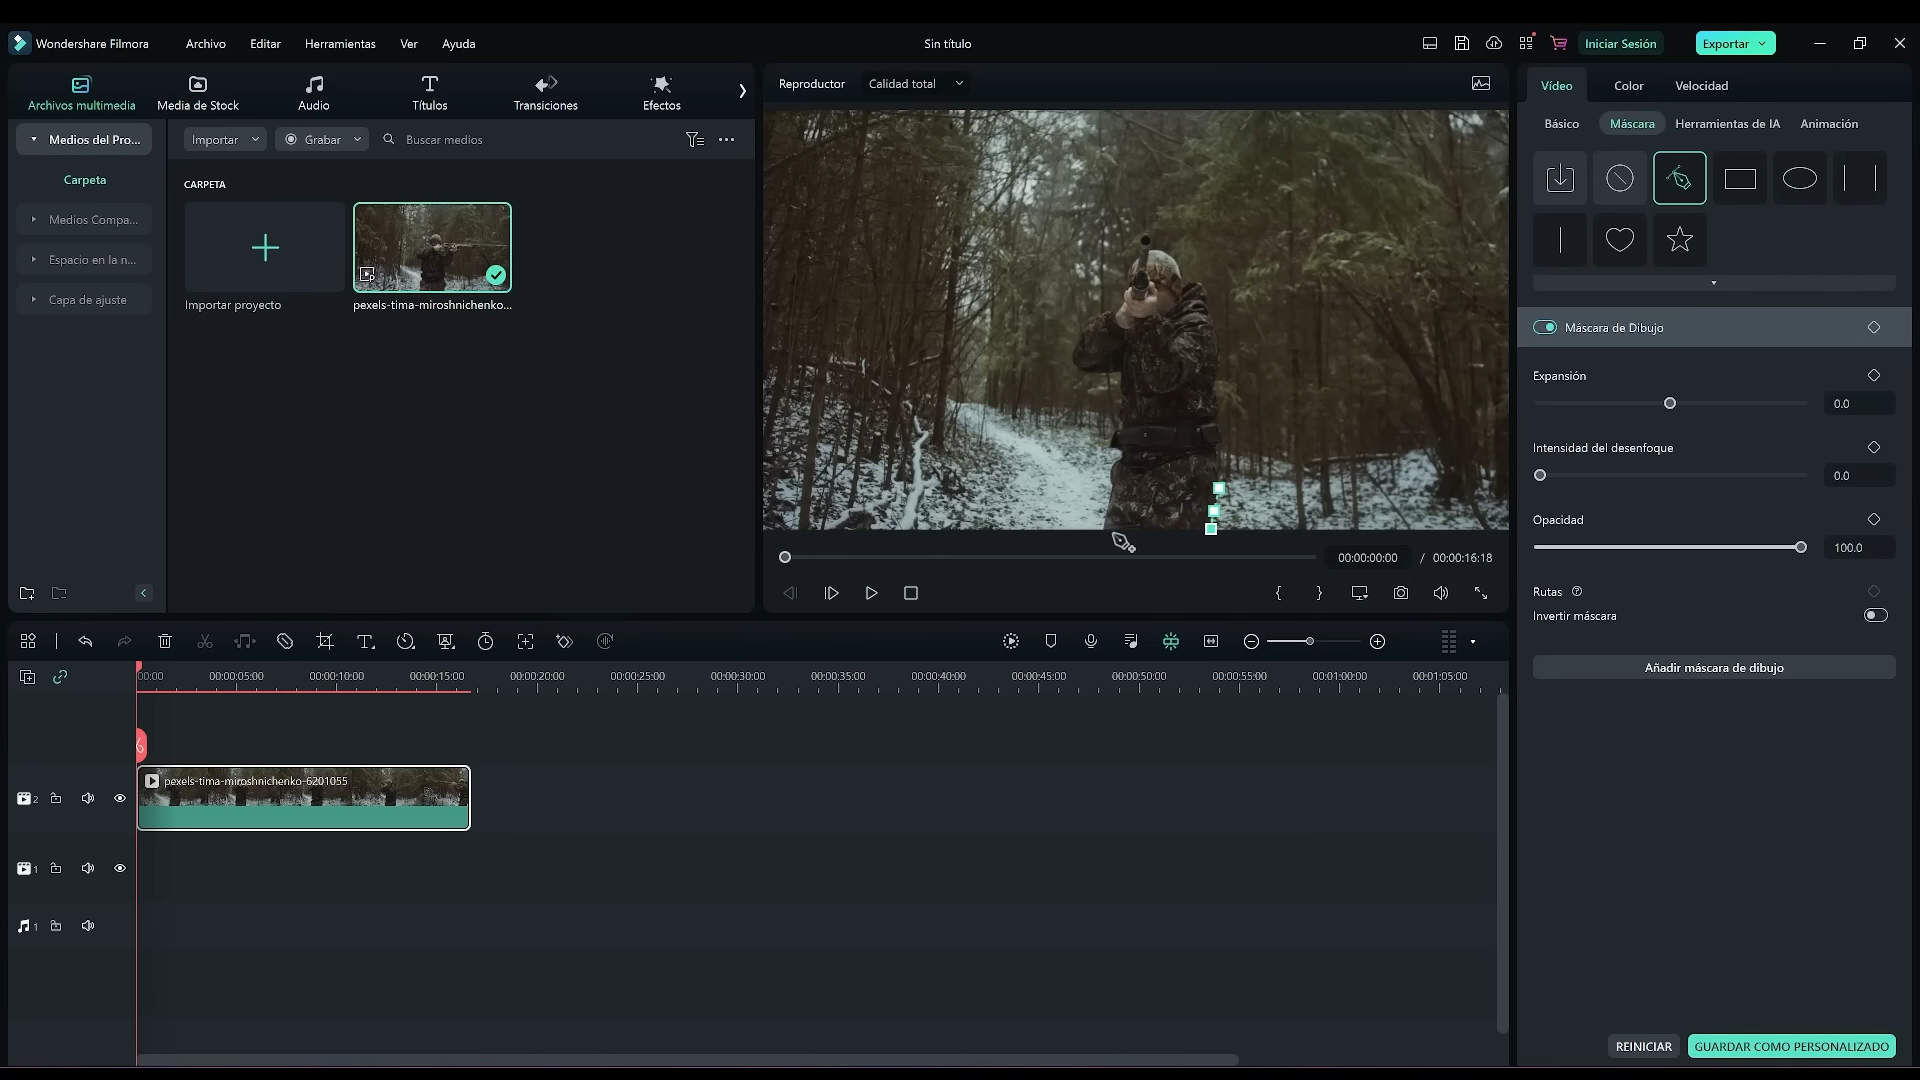 Wondershare Filmora
Archivo
Editar
Herramientas
Ver
Ayuda
Sin título
Iniciar Sesión
Exportar
Archivos multimedia
Media de Stock
Audio
Títulos
Transiciones
Efectos
Reproductor
Calidad total
Vídeo
Color
Velocidad
Medios del Pro...
Importar
Grabar
Buscar medios
Básico
Máscara
Herramientas de IA
Animación
Carpeta
CARPETA
Medios Compa...
Espacio en la n...
Capa de ajuste
Importar proyecto
pexels-tima-miroshnichenko...
Máscara de Dibujo
Expansión
0.0
Intensidad del desenfoque
0.0
Opacidad
100.0
00:00:00:00 / 00:00:16:18
Rutas
Invertir máscara
Añadir máscara de dibujo
00:00 00:00:05:00 00:00:10:00 00:00:15:00 00:00:20:00 00:00:25:00 00:00:30:00 00:00:35:00 00:00:40:00 00:00:45:00 00:00:50:00 00:00:55:00 00:01:00:00 00:01:05:00
pexels-tima-miroshnichenko-6201055
2
1
1
REINICIAR
GUARDAR COMO PERSONALIZADO